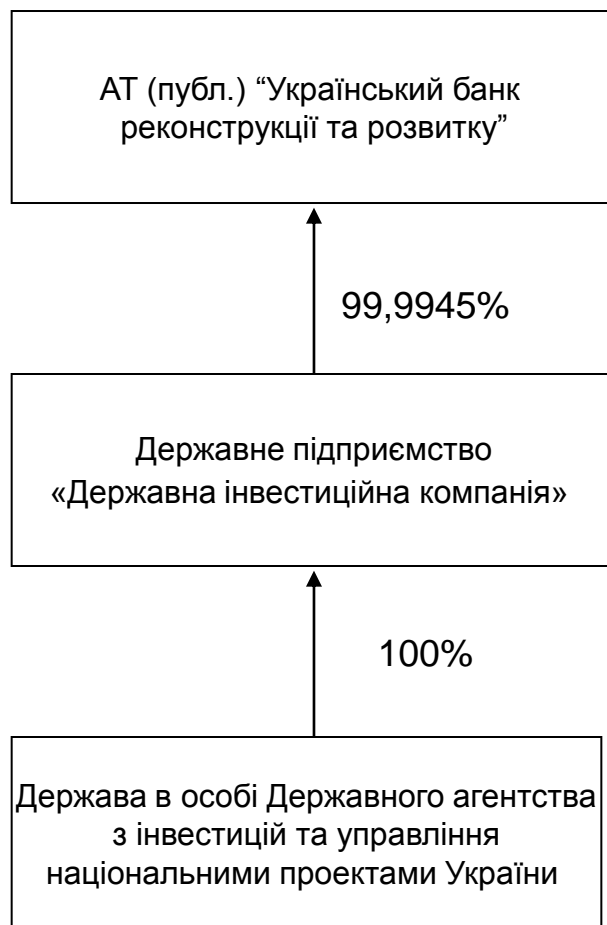 АТ (публ.) “Український банк
реконструкції та розвитку”
99,9945%
Державне підприємство
«Державна інвестиційна компанія»
100%
Держава в особі Державного агентства
з інвестицій та управління
національними проектами України